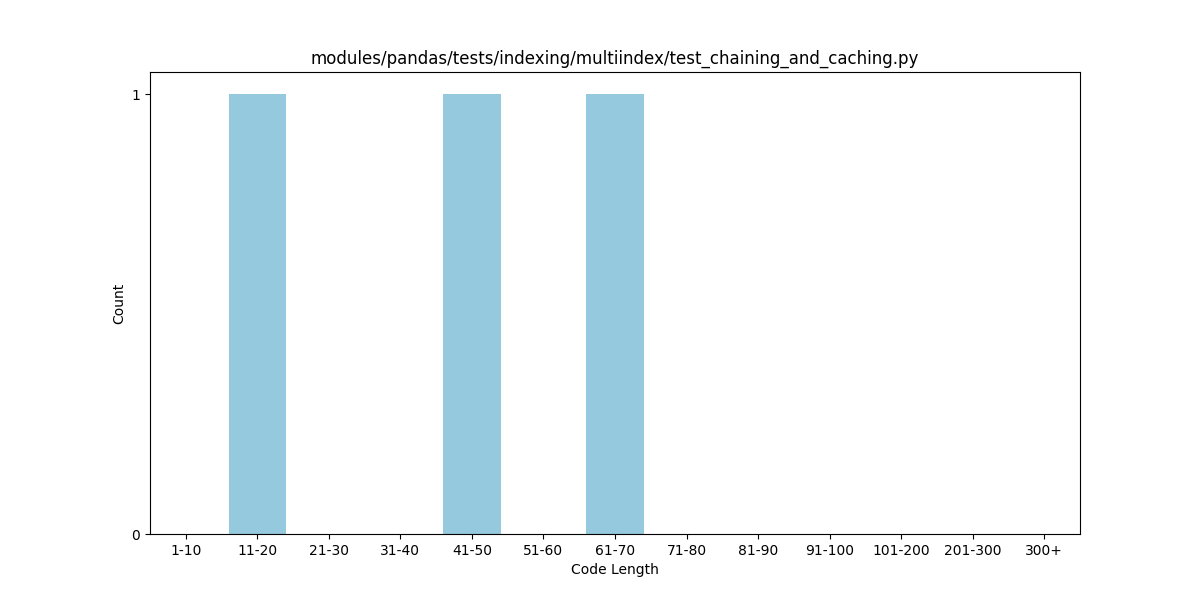 modules/pandas/tests/indexing/multiindex/test_chaining_and_caching.py
1
Count
0
1-10 11-20 21-30 31-40 41-50 51-60 61-70 71-80 81-90 91-100 101-200 201-300 300+
Code Length